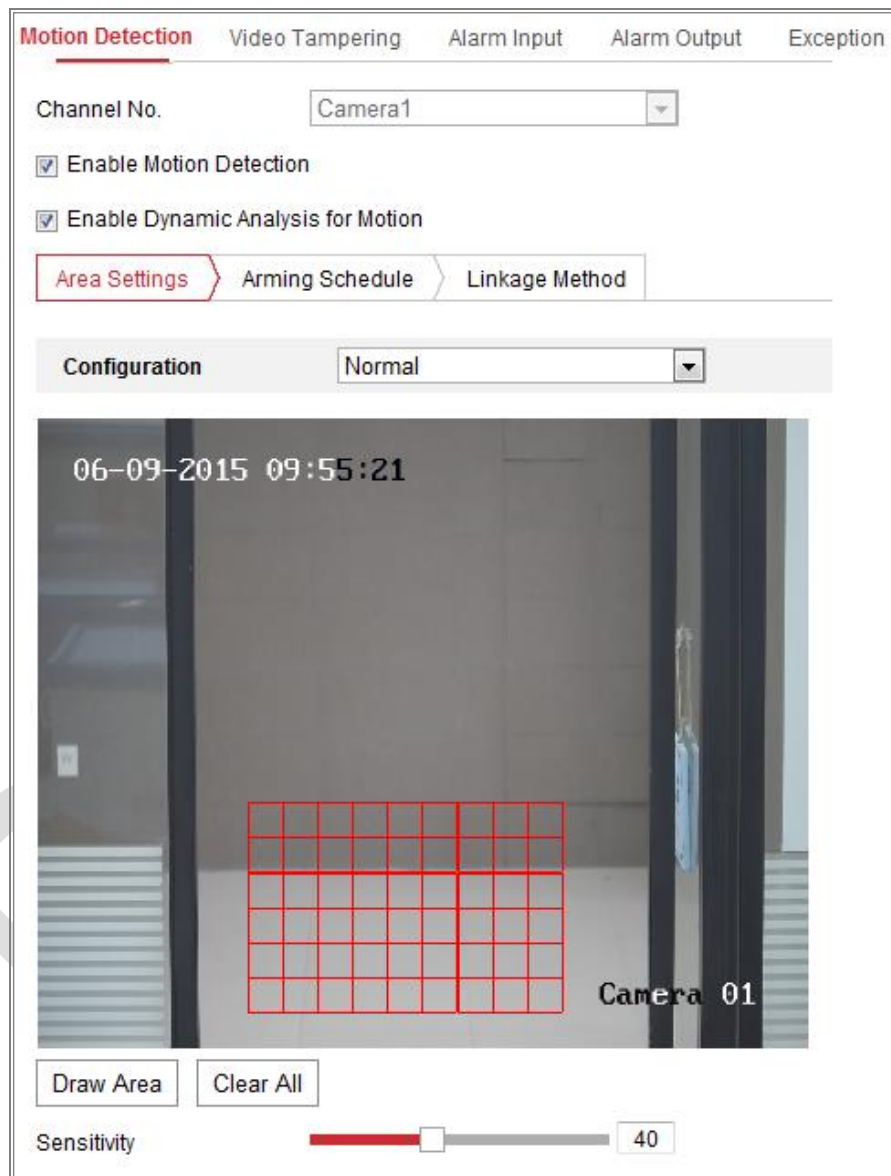 Motion Detection Video Tampering Alarm Input Alarm Output Exception
Channel No. Camera1
Enable Motion Detection
Enable Dynamic Analysis for Motion
Area Settings Arming Schedule Linkage Method
Configuration Normal
06-09-2015 09:55:21
Camera 01
Draw Area Clear All
Sensitivity 40